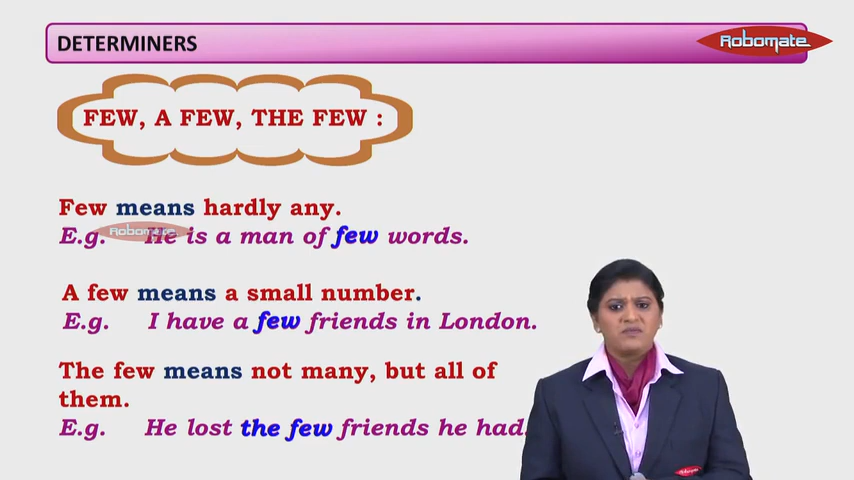 DETERMINERS
Robomate
FEW, A FEW, THE FEW :
Few means hardly any.
Robomate
E.g. He is a man of few words.
A few means a small number.
E.g. I have a few friends in London.
The few means not many, but all of
them.
E.g. He lost the few friends he had.
Robomate